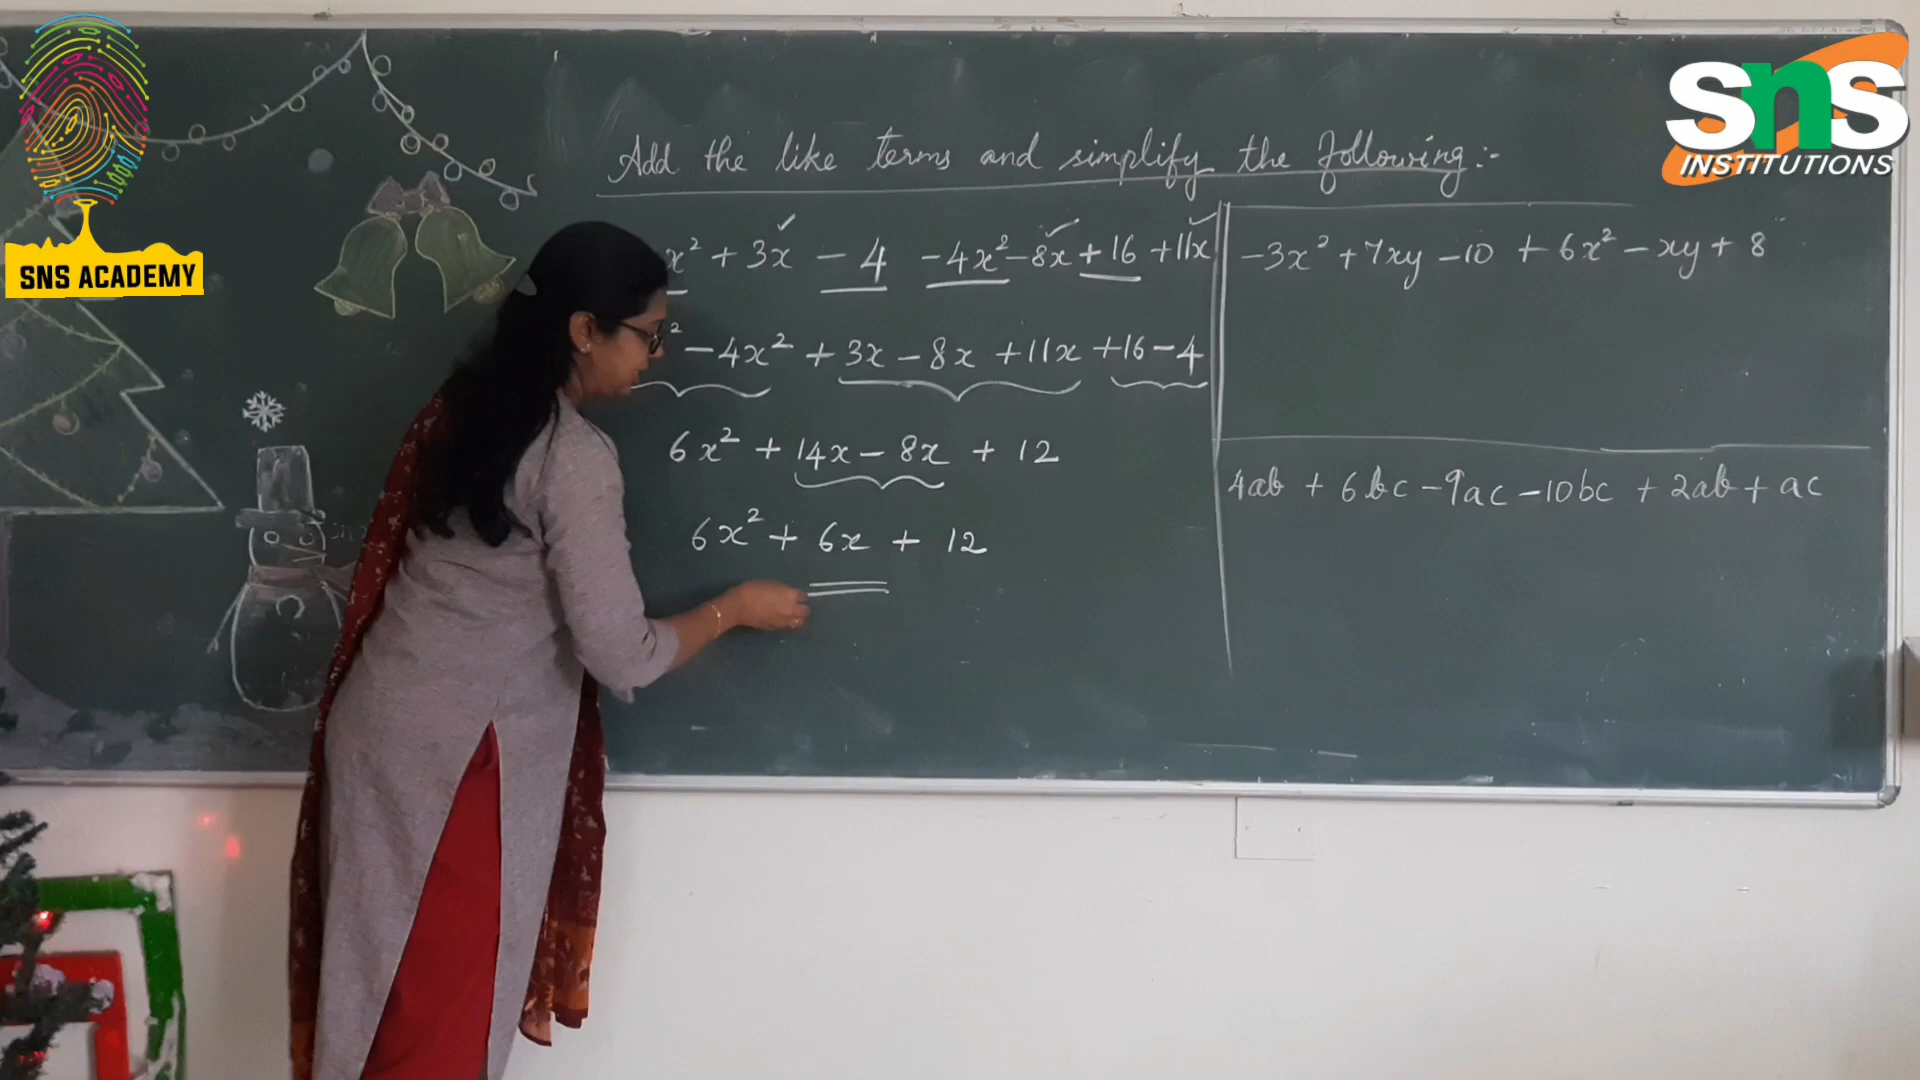 SNS ACADEMY
SNS
INSTITUTIONS
Add the like terms and simplify the following:-
x² + 3x - 4 - 4x² - 8x + 16 + 11x
² - 4x² + 3x - 8x + 11x + 16 - 4
6x² + 14x - 8x + 12
6x² + 6x + 12
-3x² + 7xy - 10 + 6x² - xy + 8
4ab + 6bc - 9ac - 10bc + 2ab + ac